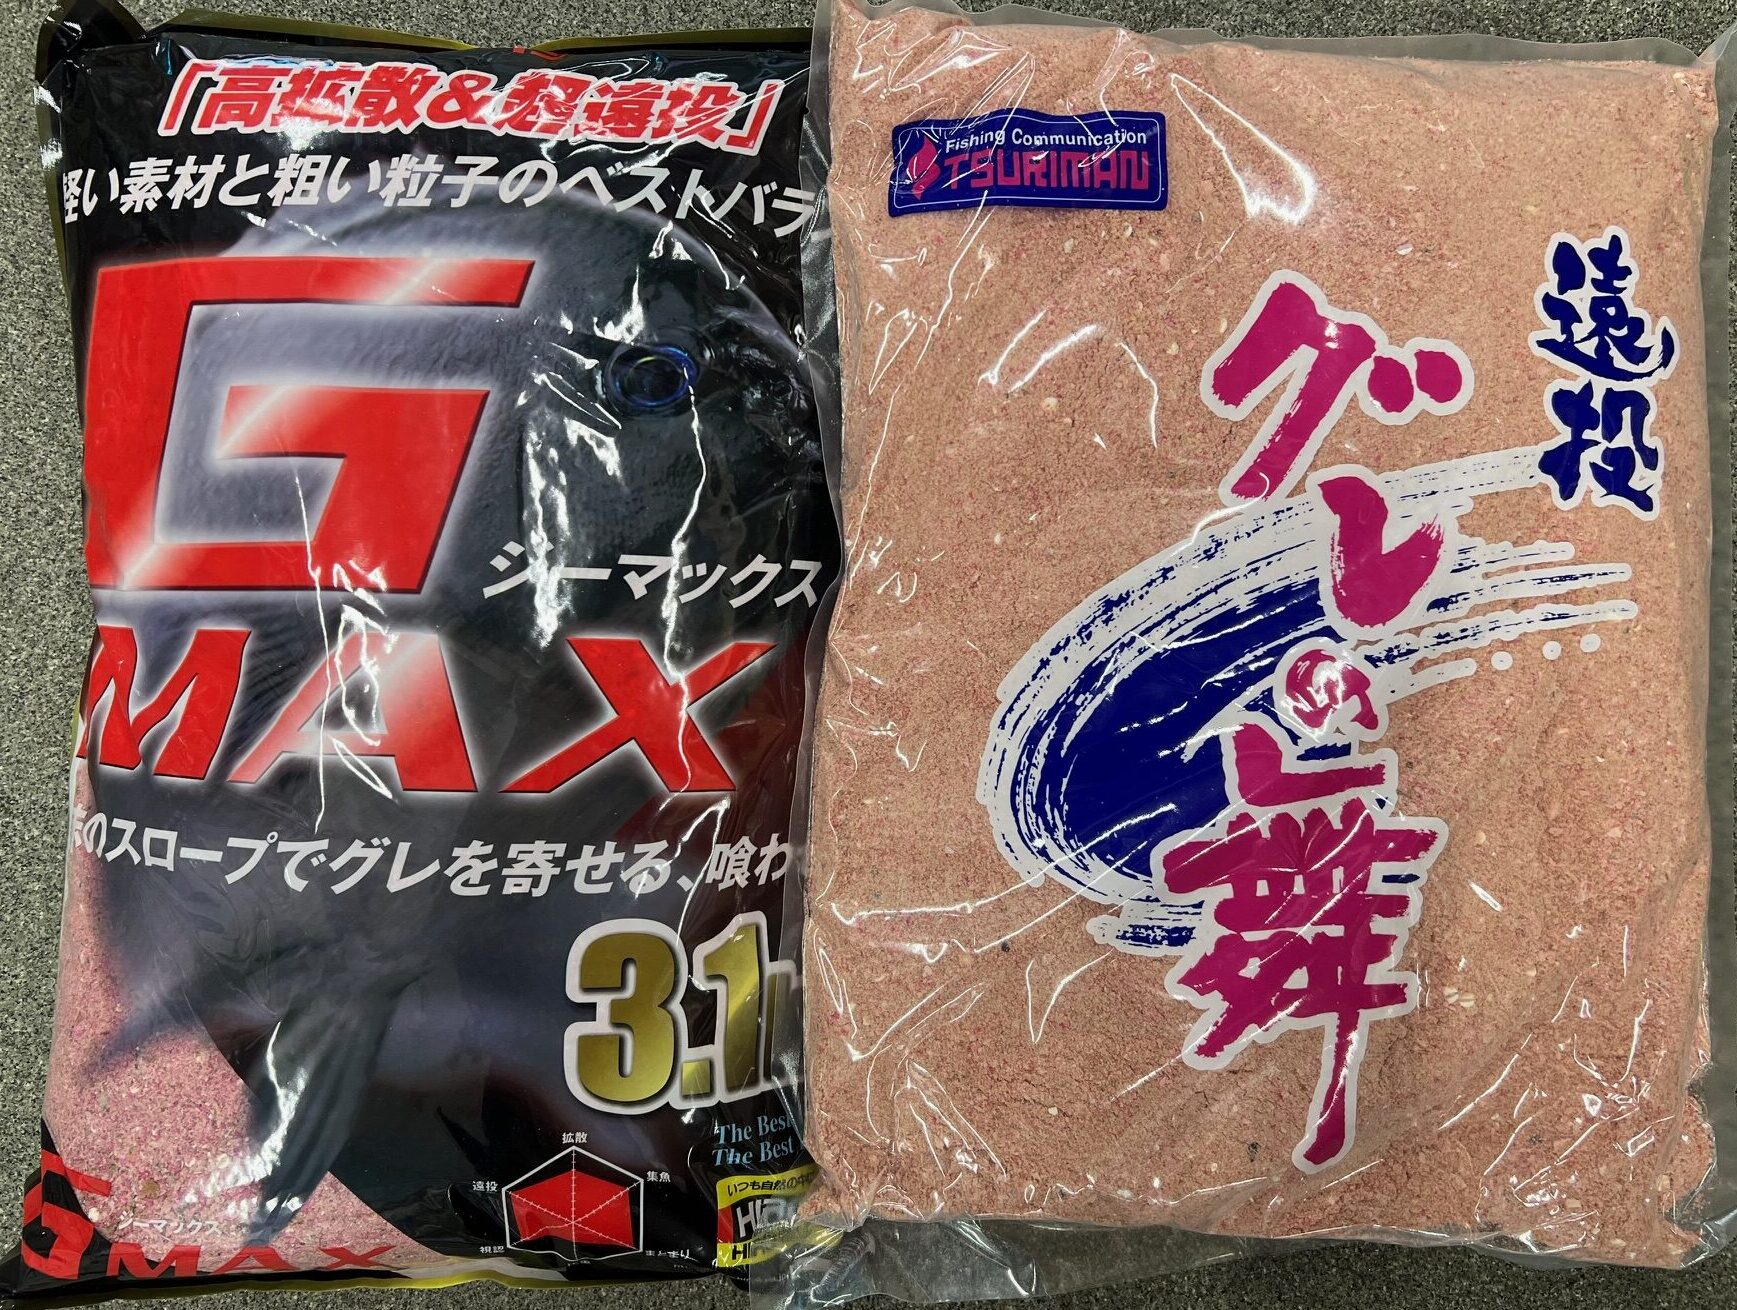 「高拡散&超遠投」
軽い素材と粗い粒子のベストバラ
G
ジーマックス
MAX
のスロープでグレを寄せる、喰わ
3.1
The Best
The Best
いつも自然の中
拡散
集魚
遠投
視認
まとまり
ジーマックス
G MAX
Fishing Communication
TSURIMAN
遠投
グレの舞